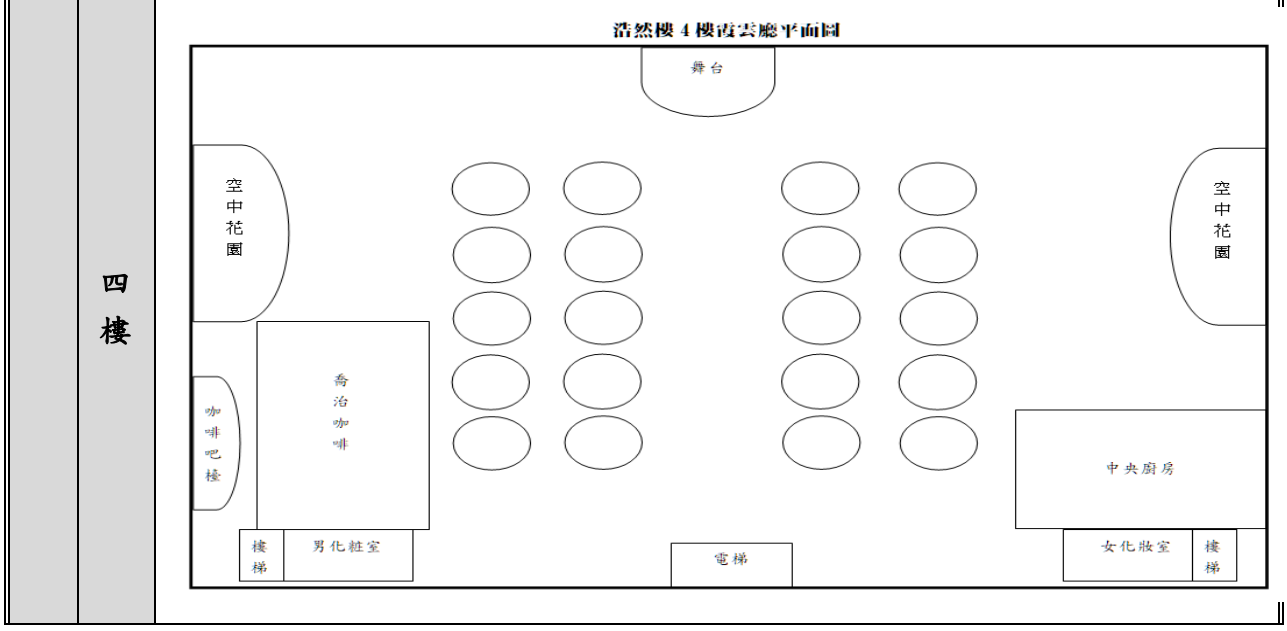 浩然樓 4 樓霞雲廳平面圖
舞台
空中花園
空中花園
四樓
喬治咖啡
咖啡吧檯
中央廚房
樓梯
男化粧室
電梯
女化妝室
樓梯